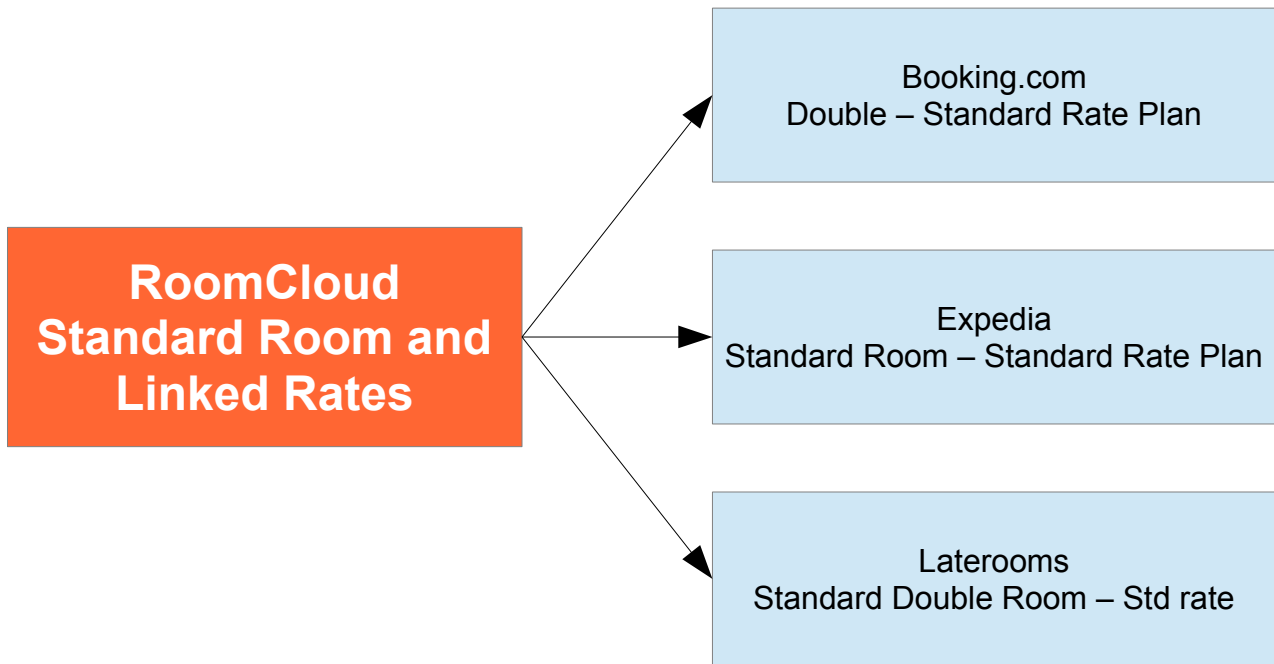 Booking.com
Double – Standard Rate Plan
RoomCloud
Standard Room and
Linked Rates
Expedia
Standard Room – Standard Rate Plan
Laterooms
Standard Double Room – Std rate